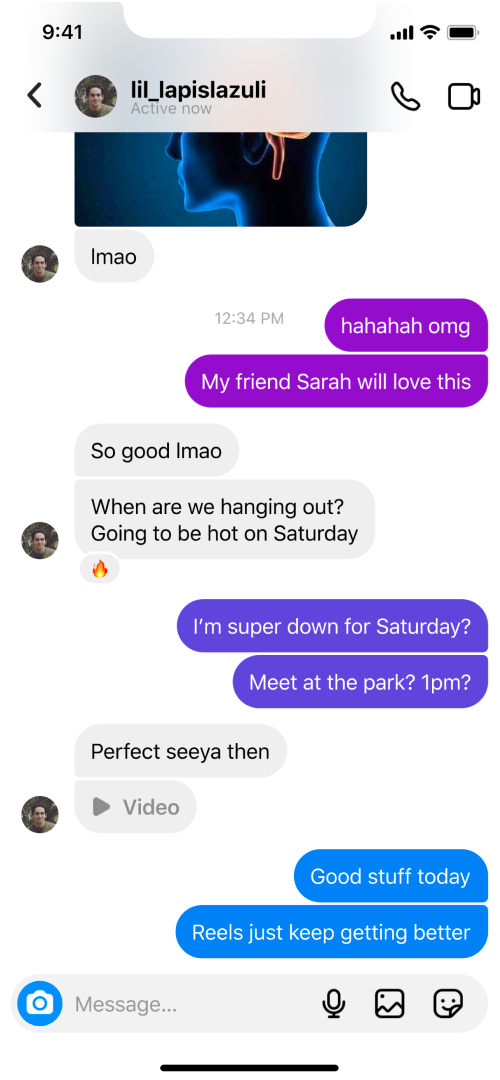 9:41
lil_lapislazuli
Active now
lmao
12:34 PM
hahahah omg
My friend Sarah will love this
So good lmao
When are we hanging out?
Going to be hot on Saturday
🔥
I’m super down for Saturday?
Meet at the park? 1pm?
Perfect seeya then
Video
Good stuff today
Reels just keep getting better
Message...